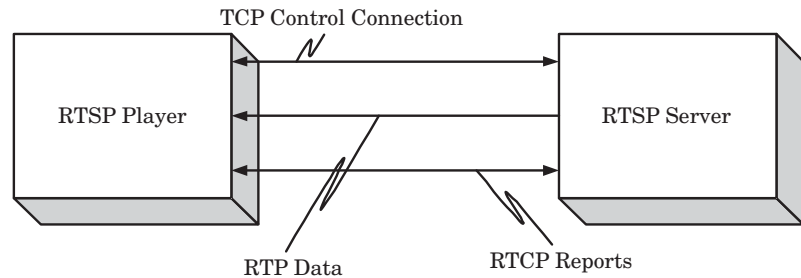 TCP Control Connection
RTSP Player
RTSP Server
RTP Data
RTCP Reports